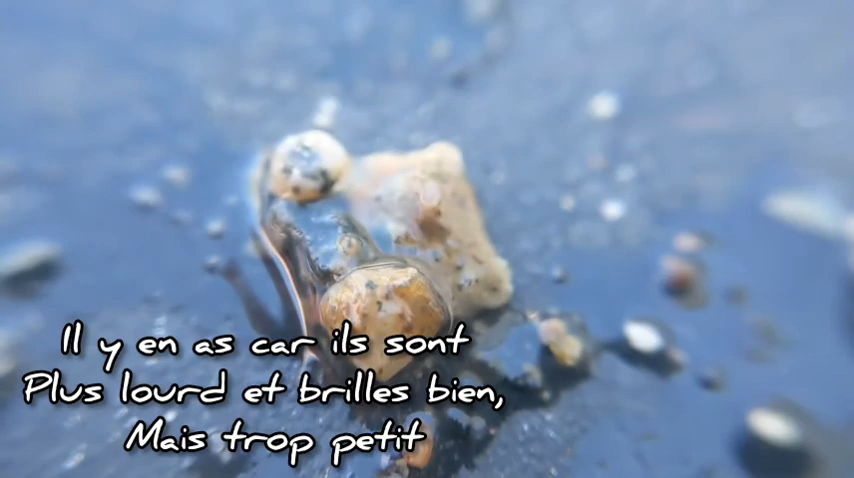 Il y en as car ils sont
Plus lourd et brilles bien,
Mais trop petit